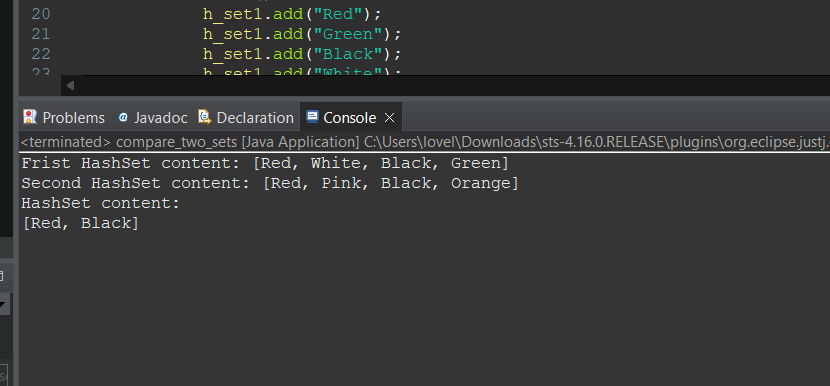 20 h_set1.add("Red");
21 h_set1.add("Green");
22 h_set1.add("Black");
23 h_set1.add("White");
Problems @ Javadoc Declaration Console
<terminated> compare_two_sets [Java Application] C:\Users\lovel\Downloads\sts-4.16.0.RELEASE\plugins\org.eclipse.justj.
Frist HashSet content: [Red, White, Black, Green]
Second HashSet content: [Red, Pink, Black, Orange]
HashSet content:
[Red, Black]